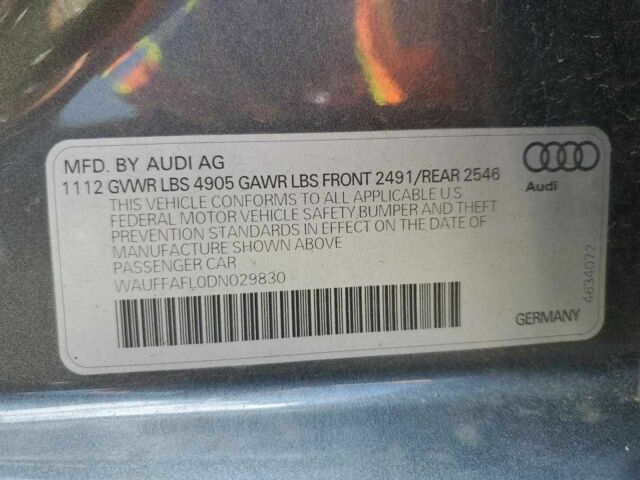 MFD. BY AUDI AG
1112 GVWR LBS 4905 GAWR LBS FRONT 2491/REAR 2546
THIS VEHICLE CONFORMS TO ALL APPLICABLE U.S.
FEDERAL MOTOR VEHICLE SAFETY,BUMPER AND THEFT
PREVENTION STANDARDS IN EFFECT ON THE DATE OF
MANUFACTURE SHOWN ABOVE
PASSENGER CAR
WAUFFAFL0DN029830
Audi
4634072
GERMANY